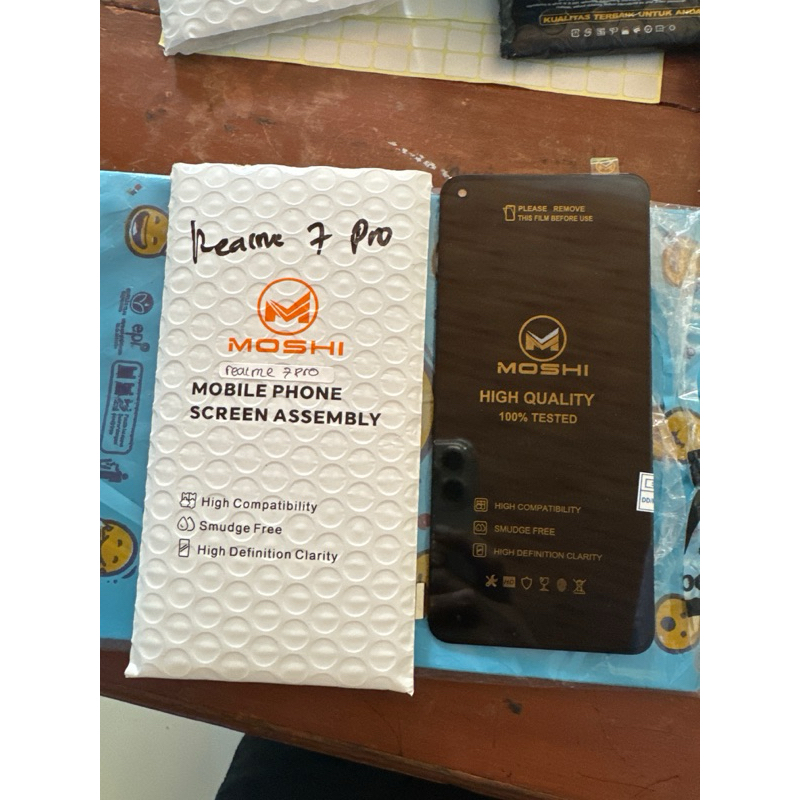 KUALITAS TERBAIK UNTUK ANDA
Realme 7 Pro
MOSHI
realme 7 pro
MOBILE PHONE
SCREEN ASSEMBLY
High Compatibility
Smudge Free
High Definition Clarity
PLEASE REMOVE
THIS FILM BEFORE USE
MOSHI
HIGH QUALITY
100% TESTED
HIGH COMPATIBILITY
SMUDGE FREE
HIGH DEFINITION CLARITY
epi